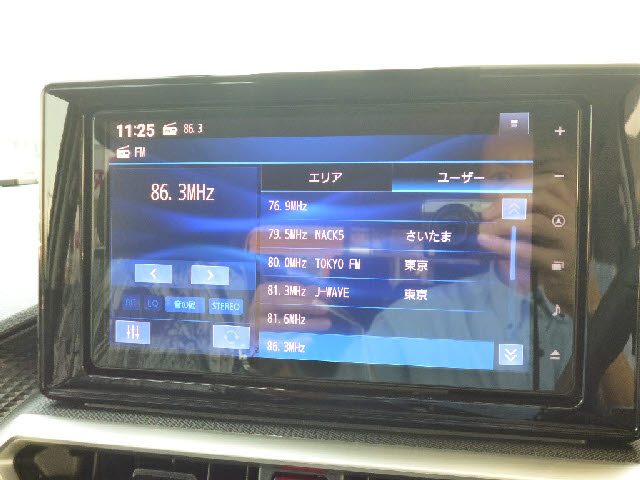 11:25 86.3
FM
86.3MHz
エリア ユーザー
76.9MHz
79.5MHz NACK5 さいたま
80.0MHz TOKYO FM 東京
81.3MHz J-WAVE 東京
81.6MHz
86.3MHz
EQ STEREO